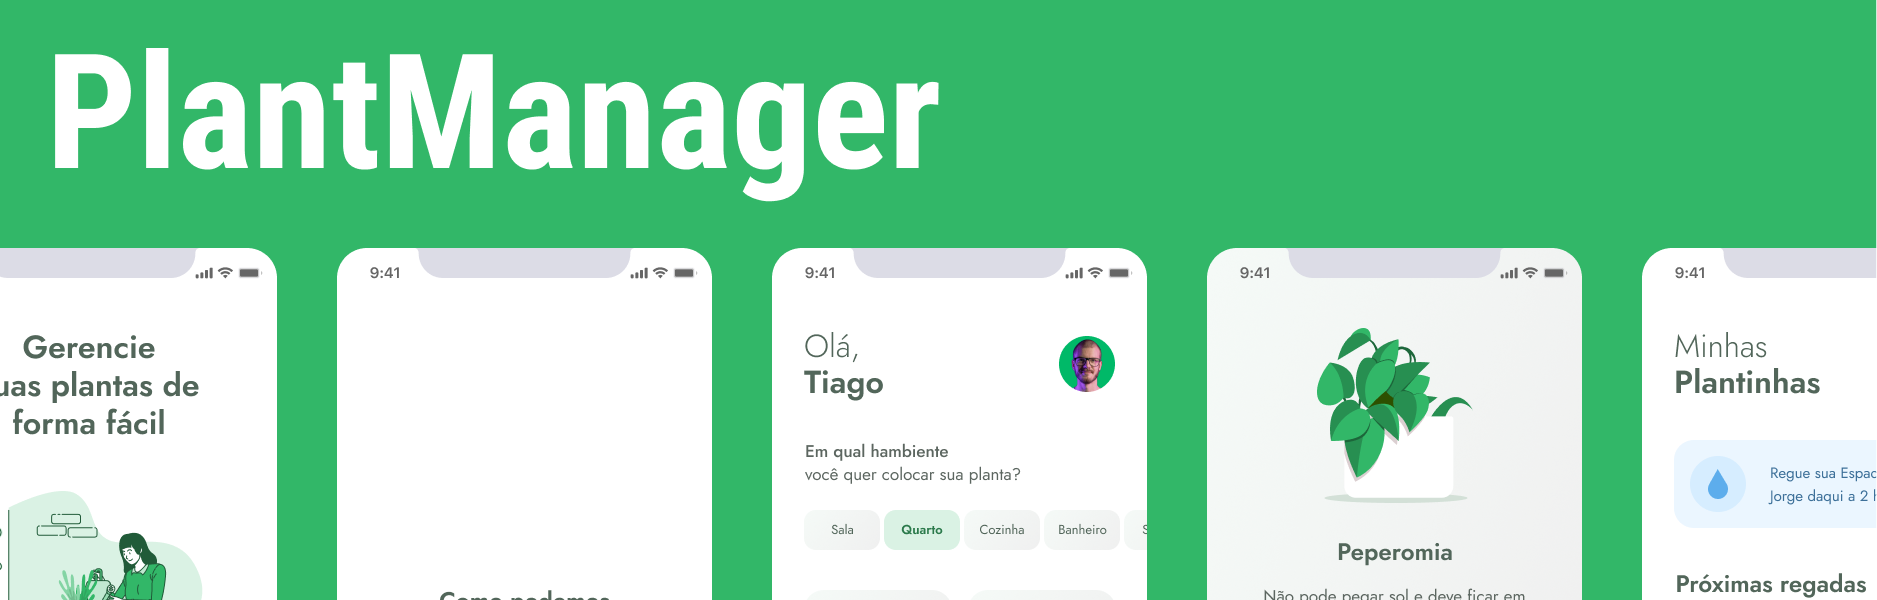 PlantManager
Gerencie
uas plantas de
forma fácil
9:41
Como podemos
9:41
Olá,
Tiago
Em qual hambiente
você quer colocar sua planta?
Sala
Quarto
Cozinha
Banheiro
S
9:41
Peperomia
Não pode pegar sol e deve ficar em
9:41
Minhas
Plantinhas
Regue sua Espac
Jorge daqui a 2 h
Próximas regadas